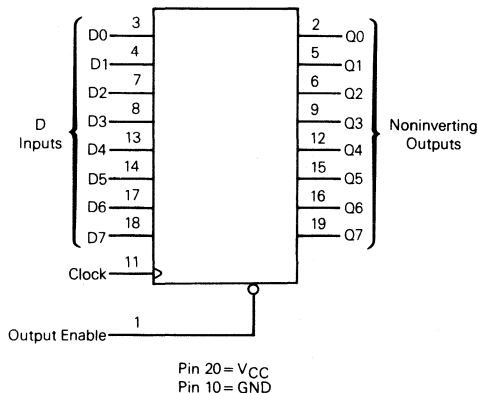 D0 3 2 Q0
D1 4 5 Q1
D2 7 6 Q2
D3 8 9 Q3
D4 13 12 Q4
D5 14 15 Q5
D6 17 16 Q6
D7 18 19 Q7
D
Inputs
Noninverting
Outputs
Clock 11
Output Enable 1
Pin 20 = VCC
Pin 10 = GND